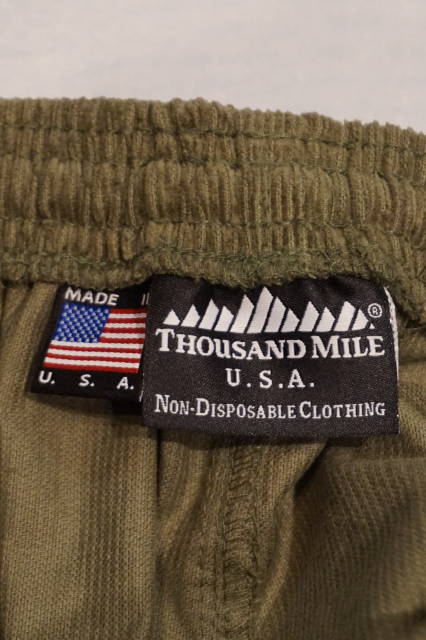 MADE I
U. S. A.
®
THOUSAND MILE
U.S.A.
NON-DISPOSABLE CLOTHING